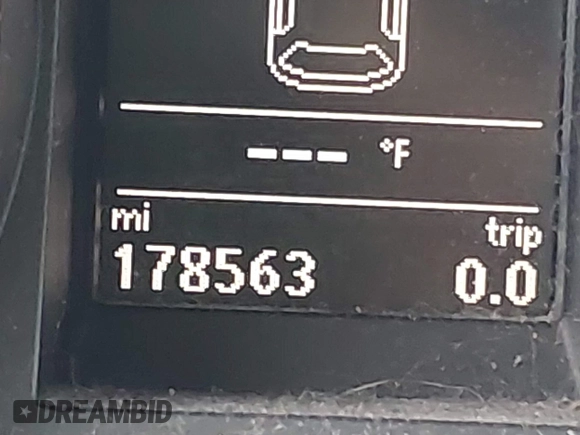 --- °F
mi trip
178563 0.0
DREAMBID